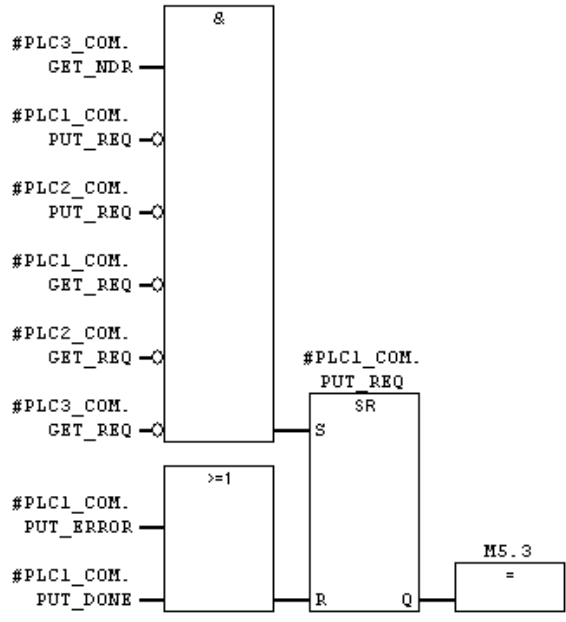 &
#PLC3_COM.
GET_NDR
#PLC1_COM.
PUT_REQ
#PLC2_COM.
PUT_REQ
#PLC1_COM.
GET_REQ
#PLC2_COM.
GET_REQ
#PLC3_COM.
GET_REQ
#PLC1_COM.
PUT_REQ
SR
S
>=1
#PLC1_COM.
PUT_ERROR
#PLC1_COM.
PUT_DONE
R Q
M5.3
=